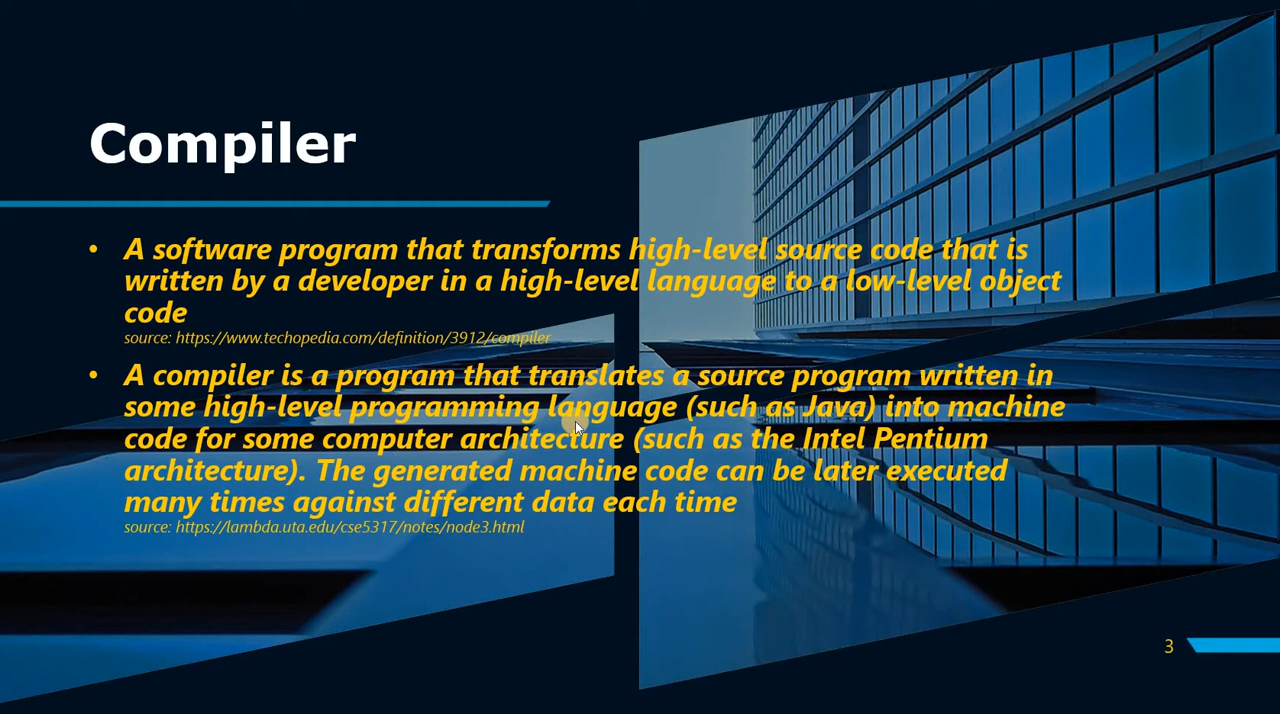 Compiler
• A software program that transforms high-level source code that is
written by a developer in a high-level language to a low-level object
code
source: https://www.techopedia.com/definition/3912/compiler
• A compiler is a program that translates a source program written in
some high-level programming language (such as Java) into machine
code for some computer architecture (such as the Intel Pentium
architecture). The generated machine code can be later executed
many times against different data each time
source: https://lambda.uta.edu/cse5317/notes/node3.html
3